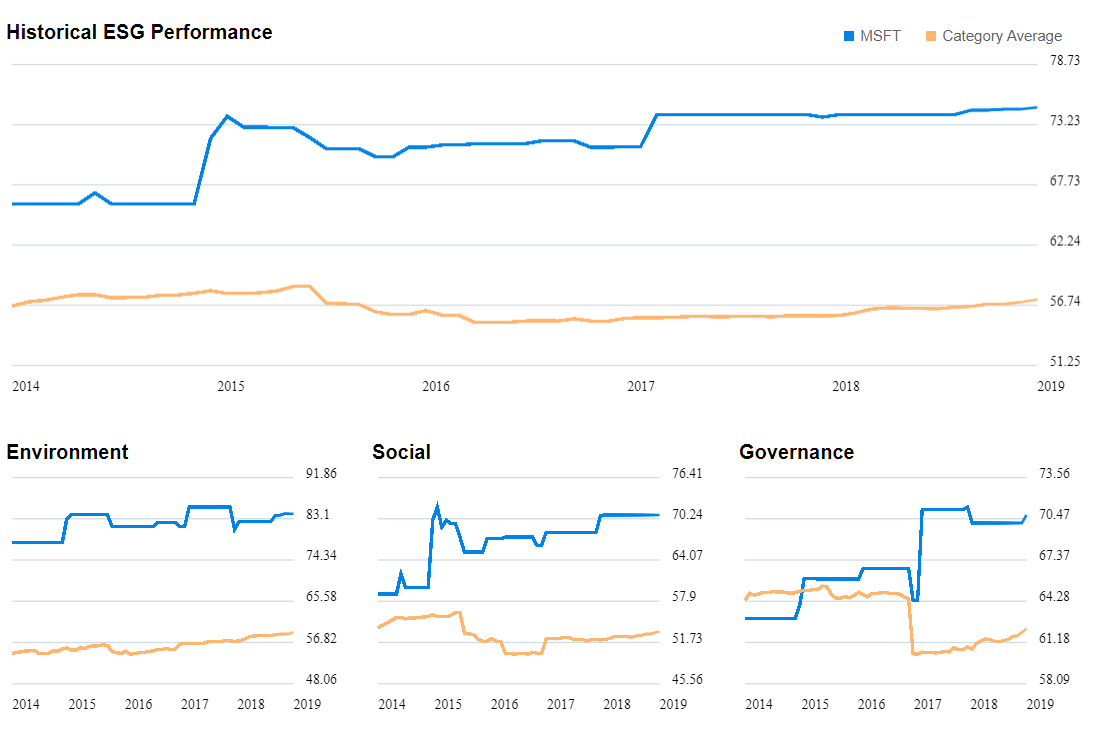 Historical ESG Performance
MSFT Category Average
78.73
73.23
67.73
62.24
56.74
51.25
2014 2015 2016 2017 2018 2019
Environment
91.86
83.1
74.34
65.58
56.82
48.06
2014 2015 2016 2017 2018 2019
Social
76.41
70.24
64.07
57.9
51.73
45.56
2014 2015 2016 2017 2018 2019
Governance
73.56
70.47
67.37
64.28
61.18
58.09
2014 2015 2016 2017 2018 2019